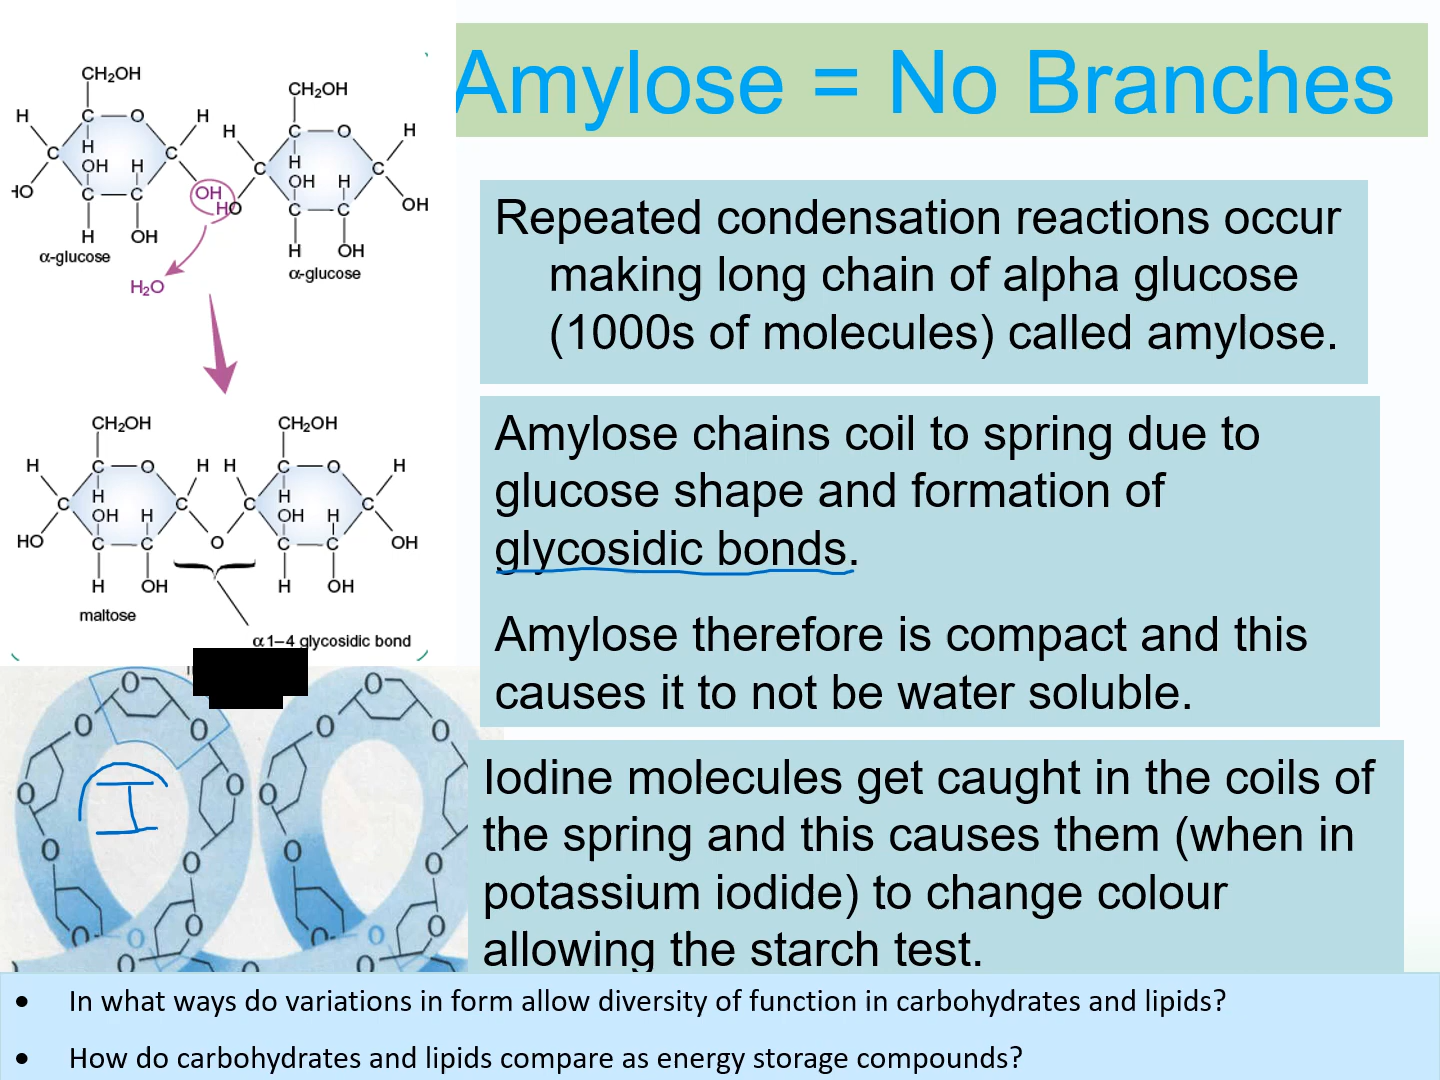 Amylose = No Branches
CH₂OH
CH₂OH
H C O H
H C O H
C H C
C H C
OH H
OH H
HO C C OH
HO C C OH
H OH
H OH
α-glucose
α-glucose
H₂O
CH₂OH
CH₂OH
H C O H H C O H
C H C C H C
OH H OH H
HO C C O C C OH
H OH H OH
maltose
α 1–4 glycosidic bond
Repeated condensation reactions occur
making long chain of alpha glucose
(1000s of molecules) called amylose.
Amylose chains coil to spring due to
glucose shape and formation of
glycosidic bonds.
Amylose therefore is compact and this
causes it to not be water soluble.
O O O O
O O O
I
O O O O
O O O O
O O O O
Iodine molecules get caught in the coils of
the spring and this causes them (when in
potassium iodide) to change colour
allowing the starch test.
• In what ways do variations in form allow diversity of function in carbohydrates and lipids?
• How do carbohydrates and lipids compare as energy storage compounds?